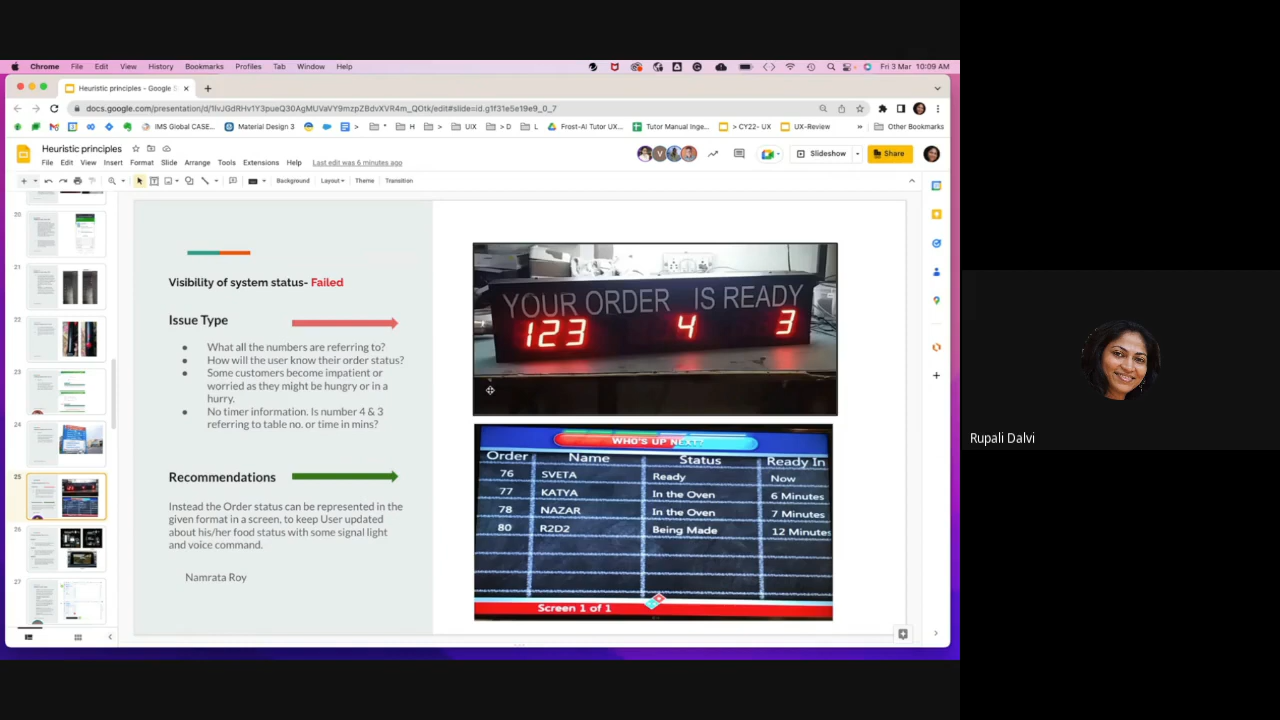 Chrome File Edit View History Bookmarks Profiles Tab Window Help Fri 3 Mar 10:09 AM
Heuristic principles - Google S
docs.google.com/presentation/d/
IMS Global CASE... Material Design 3 > H > UIX > D L Frost-AI Tutor UX... Tutor Manual Inge... > CY22- UX UX-Review » Other Bookmarks
Heuristic principles
File Edit View Insert Format Slide Arrange Tools Extensions Help Last edit was 6 minutes ago
V
Slideshow Share
Background Layout Theme Transition
20
21
22
23
24
25
26
27
Visibility of system status- Failed
Issue Type
● What all the numbers are referring to?
● How will the user know their order status?
● Some customers become impatient or
worried as they might be hungry or in a
hurry.
● No timer information. Is number 4 & 3
referring to table no. or time in mins?
Recommendations
Instead the Order status can be represented in the
given format in a screen, to keep User updated
about his/her food status with some signal light
and voice command.
Namrata Roy
YOUR ORDER IS READY
123 4 3
WHO'S UP NEXT?
Order Name Status Ready In
76 SVETA Ready Now
77 KATYA In the Oven 6 Minutes
78 NAZAR In the Oven 7 Minutes
80 R2D2 Being Made 12 Minutes
Screen 1 of 1
Rupali Dalvi